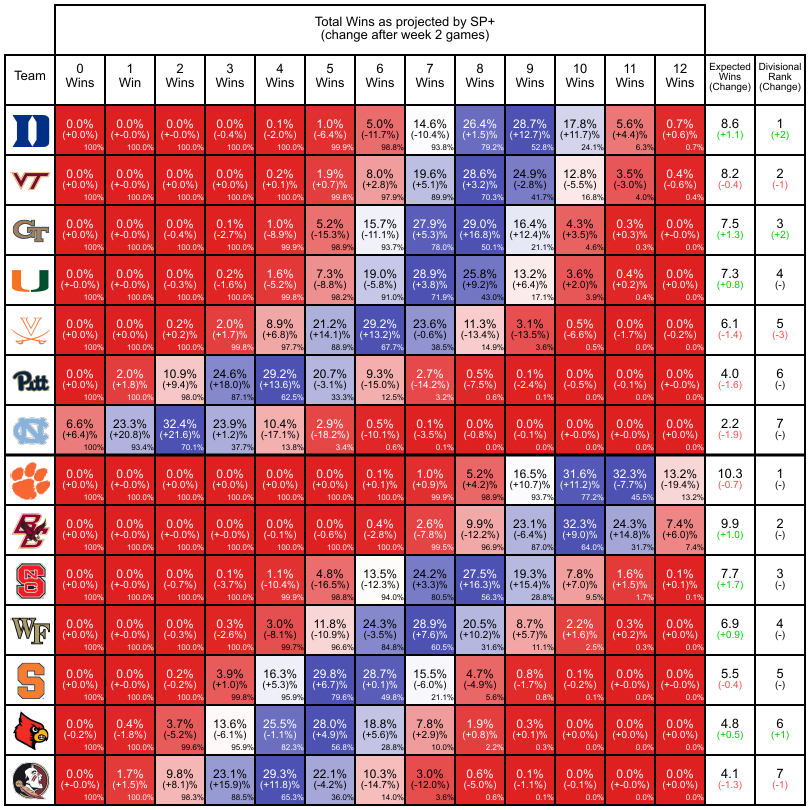 Total Wins as projected by SP+
(change after week 2 games)
Team 0 Wins 1 Win 2 Wins 3 Wins 4 Wins 5 Wins 6 Wins 7 Wins 8 Wins 9 Wins 10 Wins 11 Wins 12 Wins Expected Wins (Change) Divisional Rank (Change)
D 0.0% 0.0% 0.0% 0.0% 0.1% 1.0% 5.0% 14.6% 26.4% 28.7% 17.8% 5.6% 0.7% 8.6 1
(+0.0)% (+-0.0)% (+-0.0)% (-0.4)% (-2.0)% (-6.4)% (-11.7)% (-10.4)% (+1.5)% (+12.7)% (+11.7)% (+4.4)% (+0.6)% (+1.1) (+2)
100% 100.0% 100.0% 100.0% 100.0% 99.9% 98.8% 93.8% 79.2% 52.8% 24.1% 6.3% 0.7%
VT 0.0% 0.0% 0.0% 0.0% 0.2% 1.9% 8.0% 19.6% 28.6% 24.9% 12.8% 3.5% 0.4% 8.2 2
(+0.0)% (+0.0)% (+0.0)% (+0.0)% (+0.1)% (+0.7)% (+2.8)% (+5.1)% (+3.2)% (-2.8)% (-5.5)% (-3.0)% (-0.6)% (-0.4) (-1)
100% 100.0% 100.0% 100.0% 100.0% 99.8% 97.9% 89.9% 70.3% 41.7% 16.8% 4.0% 0.4%
GT 0.0% 0.0% 0.0% 0.1% 1.0% 5.2% 15.7% 27.9% 29.0% 16.4% 4.3% 0.3% 0.0% 7.5 3
(+0.0)% (+-0.0)% (-0.4)% (-2.7)% (-8.9)% (-15.3)% (-11.1)% (+5.3)% (+16.8)% (+12.4)% (+3.5)% (+0.3)% (+-0.0)% (+1.3) (+2)
100% 100.0% 100.0% 100.0% 99.9% 98.9% 93.7% 78.0% 50.1% 21.1% 4.6% 0.3% 0.0%
U 0.0% 0.0% 0.0% 0.2% 1.6% 7.3% 19.0% 28.9% 25.8% 13.2% 3.6% 0.4% 0.0% 7.3 4
(+-0.0)% (+-0.0)% (-0.3)% (-1.6)% (-5.2)% (-8.8)% (-5.8)% (+3.8)% (+9.2)% (+6.4)% (+2.0)% (+0.2)% (+-0.0)% (+0.8) (-)
100% 100.0% 100.0% 100.0% 99.8% 98.2% 91.0% 71.9% 43.0% 17.1% 3.9% 0.4% 0.0%
V 0.0% 0.0% 0.2% 2.0% 8.9% 21.2% 29.2% 23.6% 11.3% 3.1% 0.5% 0.0% 0.0% 6.1 5
(+0.0)% (+0.0)% (+0.2)% (+1.7)% (+6.8)% (+14.1)% (+13.2)% (-0.6)% (-13.4)% (-13.5)% (-6.6)% (-1.7)% (-0.2)% (-1.4) (-3)
100% 100.0% 100.0% 99.8% 97.7% 88.9% 67.7% 38.5% 14.9% 3.6% 0.5% 0.0% 0.0%
Pitt 0.0% 2.0% 10.9% 24.6% 29.2% 20.7% 9.3% 2.7% 0.5% 0.1% 0.0% 0.0% 0.0% 4.0 6
(+0.0)% (+1.8)% (+9.4)% (+18.0)% (+13.6)% (-3.1)% (-15.0)% (-14.2)% (-7.5)% (-2.4)% (-0.5)% (-0.1)% (+-0.0)% (-1.6) (-)
100% 100.0% 98.0% 87.1% 62.5% 33.3% 12.5% 3.2% 0.6% 0.1% 0.0% 0.0% 0.0%
NC 6.6% 23.3% 32.4% 23.9% 10.4% 2.9% 0.5% 0.1% 0.0% 0.0% 0.0% 0.0% 0.0% 2.2 7
(+6.4)% (+20.8)% (+21.6)% (+1.2)% (-17.1)% (-18.2)% (-10.1)% (-3.5)% (-0.8)% (-0.1)% (+-0.0)% (+-0.0)% (+-0.0)% (-1.9) (-)
100% 93.4% 70.1% 37.7% 13.8% 3.4% 0.6% 0.1% 0.0% 0.0% 0.0% 0.0% 0.0%
0.0% 0.0% 0.0% 0.0% 0.0% 0.0% 0.1% 1.0% 5.2% 16.5% 31.6% 32.3% 13.2% 10.3 1
(+0.0)% (+0.0)% (+0.0)% (+0.0)% (+0.0)% (+0.0)% (+0.1)% (+0.9)% (+4.2)% (+10.7)% (+11.2)% (-7.7)% (-19.4)% (-0.7) (-)
100% 100.0% 100.0% 100.0% 100.0% 100.0% 100.0% 99.9% 98.9% 93.7% 77.2% 45.5% 13.2%
BC 0.0% 0.0% 0.0% 0.0% 0.0% 0.0% 0.4% 2.6% 9.9% 23.1% 32.3% 24.3% 7.4% 9.9 2
(+0.0)% (+-0.0)% (+-0.0)% (+-0.0)% (-0.1)% (-0.6)% (-2.8)% (-7.8)% (-12.2)% (-6.4)% (+9.0)% (+14.8)% (+6.0)% (+1.0) (-)
100% 100.0% 100.0% 100.0% 100.0% 100.0% 100.0% 99.5% 96.9% 87.0% 64.0% 31.7% 7.4%
NCS 0.0% 0.0% 0.0% 0.1% 1.1% 4.8% 13.5% 24.2% 27.5% 19.3% 7.8% 1.6% 0.1% 7.7 3
(+0.0)% (+-0.0)% (-0.7)% (-3.7)% (-10.4)% (-16.5)% (-12.3)% (+3.3)% (+16.3)% (+15.4)% (+7.0)% (+1.5)% (+0.1)% (+1.7) (-)
100% 100.0% 100.0% 100.0% 99.9% 98.8% 94.0% 80.5% 56.3% 28.8% 9.5% 1.7% 0.1%
WF 0.0% 0.0% 0.0% 0.3% 3.0% 11.8% 24.3% 28.9% 20.5% 8.7% 2.2% 0.3% 0.0% 6.9 4
(+0.0)% (+-0.0)% (-0.3)% (-2.6)% (-8.1)% (-10.9)% (-3.5)% (+7.6)% (+10.2)% (+5.7)% (+1.6)% (+0.2)% (+0.0)% (+0.9) (-)
100% 100.0% 100.0% 100.0% 99.7% 96.6% 84.8% 60.5% 31.6% 11.1% 2.5% 0.3% 0.0%
S 0.0% 0.0% 0.2% 3.9% 16.3% 29.8% 28.7% 15.5% 4.7% 0.8% 0.1% 0.0% 0.0% 5.5 5
(+0.0)% (+-0.0)% (-0.2)% (+1.0)% (+5.3)% (+6.7)% (+0.1)% (-6.0)% (-4.9)% (-1.7)% (-0.2)% (+-0.0)% (+-0.0)% (-0.4) (-)
100% 100.0% 100.0% 99.8% 95.9% 79.6% 49.8% 21.1% 5.6% 0.8% 0.1% 0.0% 0.0%
0.0% 0.4% 3.7% 13.6% 25.5% 28.0% 18.8% 7.8% 1.9% 0.3% 0.0% 0.0% 0.0% 4.8 6
(-0.2)% (-1.8)% (-5.2)% (-6.1)% (-1.1)% (+4.9)% (+5.6)% (+2.9)% (+0.8)% (+0.1)% (+0.0)% (+0.0)% (+0.0)% (+0.5) (+1)
100% 100.0% 99.6% 95.9% 82.3% 56.8% 28.8% 10.0% 2.2% 0.3% 0.0% 0.0% 0.0%
0.0% 1.7% 9.8% 23.1% 29.3% 22.1% 10.3% 3.0% 0.6% 0.1% 0.0% 0.0% 0.0% 4.1 7
(+-0.0)% (+1.5)% (+8.1)% (+15.9)% (+11.8)% (-4.2)% (-14.7)% (-12.0)% (-5.0)% (-1.1)% (-0.1)% (+-0.0)% (+-0.0)% (-1.3) (-1)
100% 100.0% 98.3% 88.5% 65.3% 36.0% 14.0% 3.6% 0.6% 0.1% 0.0% 0.0% 0.0%